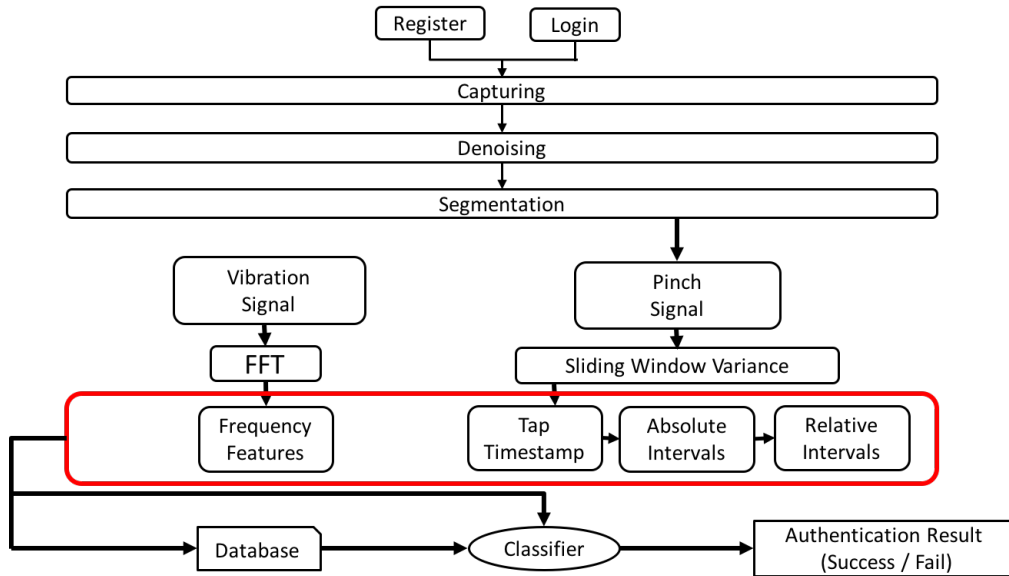 Register
Login
Capturing
Denoising
Segmentation
Vibration
Signal
Pinch
Signal
FFT
Sliding Window Variance
Frequency
Features
Tap
Timestamp
Absolute
Intervals
Relative
Intervals
Database
Classifier
Authentication Result
(Success / Fail)